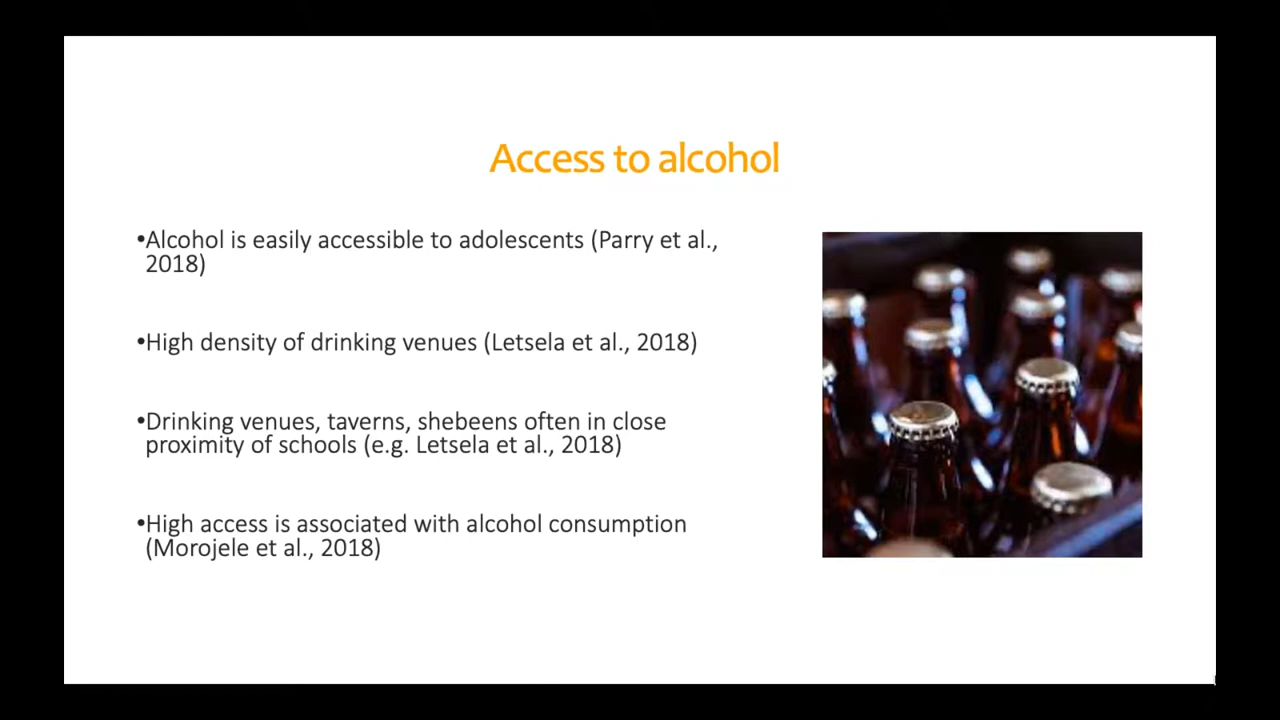 Access to alcohol
•Alcohol is easily accessible to adolescents (Parry et al.,
2018)
•High density of drinking venues (Letsela et al., 2018)
•Drinking venues, taverns, shebeens often in close
proximity of schools (e.g. Letsela et al., 2018)
•High access is associated with alcohol consumption
(Morojele et al., 2018)